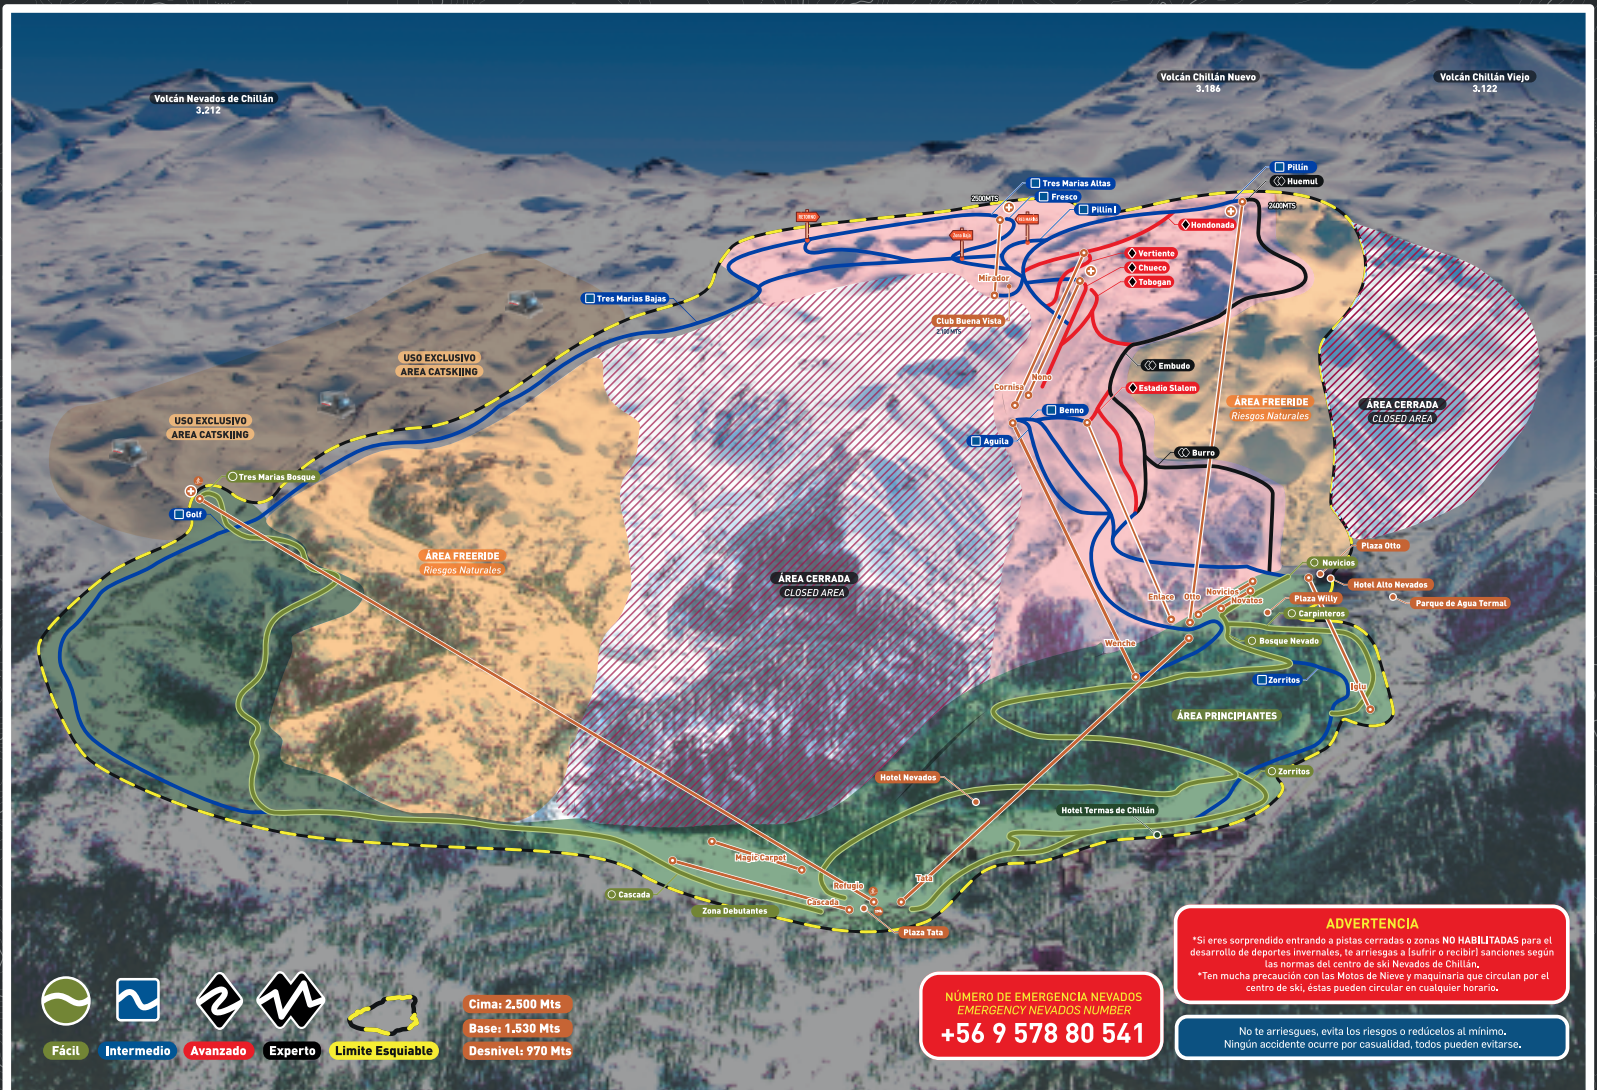 Volcán Nevados de Chillán
3.212
Volcán Chillán Nuevo
3.186
Volcán Chillán Viejo
3.122
Pillín
Huemul
2400MTS
Tres Marias Altas
2500MTS
Fresco
Pillín I
RETORNO
Zona Baja
Hondonada
Vertiente
Chueco
Tobogan
Mirador
Tres Marias Bajas
Club Buena Vista
2.100 MTS
USO EXCLUSIVO
AREA CATSKIING
Embudo
Nono
Cornisa
Estadio Slalom
ÁREA FREERIDE
Riesgos Naturales
ÁREA CERRADA
CLOSED AREA
Benno
USO EXCLUSIVO
AREA CATSKIING
Aguila
Burro
Tres Marias Bosque
Golf
ÁREA FREERIDE
Riesgos Naturales
Plaza Otto
Novicios
ÁREA CERRADA
CLOSED AREA
Hotel Alto Nevados
Enlace
Otto
Novicios
Novatos
Plaza Willy
Parque de Agua Termal
Carpinteros
Wenche
Bosque Nevado
Zorritos
Iglu
ÁREA PRINCIPIANTES
Hotel Nevados
Zorritos
Hotel Termas de Chillán
Magic Carpet
Cascada
Refugio
Tata
Cascada
Zona Debutantes
Plaza Tata
Fácil
Intermedio
Avanzado
Experto
Limite Esquiable
Cima: 2.500 Mts
Base: 1.530 Mts
Desnivel: 970 Mts
NÚMERO DE EMERGENCIA NEVADOS
EMERGENCY NEVADOS NUMBER
+56 9 578 80 541
ADVERTENCIA
*Si eres sorprendido entrando a pistas cerradas o zonas NO HABILITADAS para el
desarrollo de deportes invernales, te arriesgas a (sufrir o recibir) sanciones según
las normas del centro de ski Nevados de Chillán.
*Ten mucha precaución con las Motos de Nieve y maquinaria que circulan por el
centro de ski, éstas pueden circular en cualquier horario.
No te arriesgues, evita los riesgos o redúcelos al mínimo.
Ningún accidente ocurre por casualidad, todos pueden evitarse.